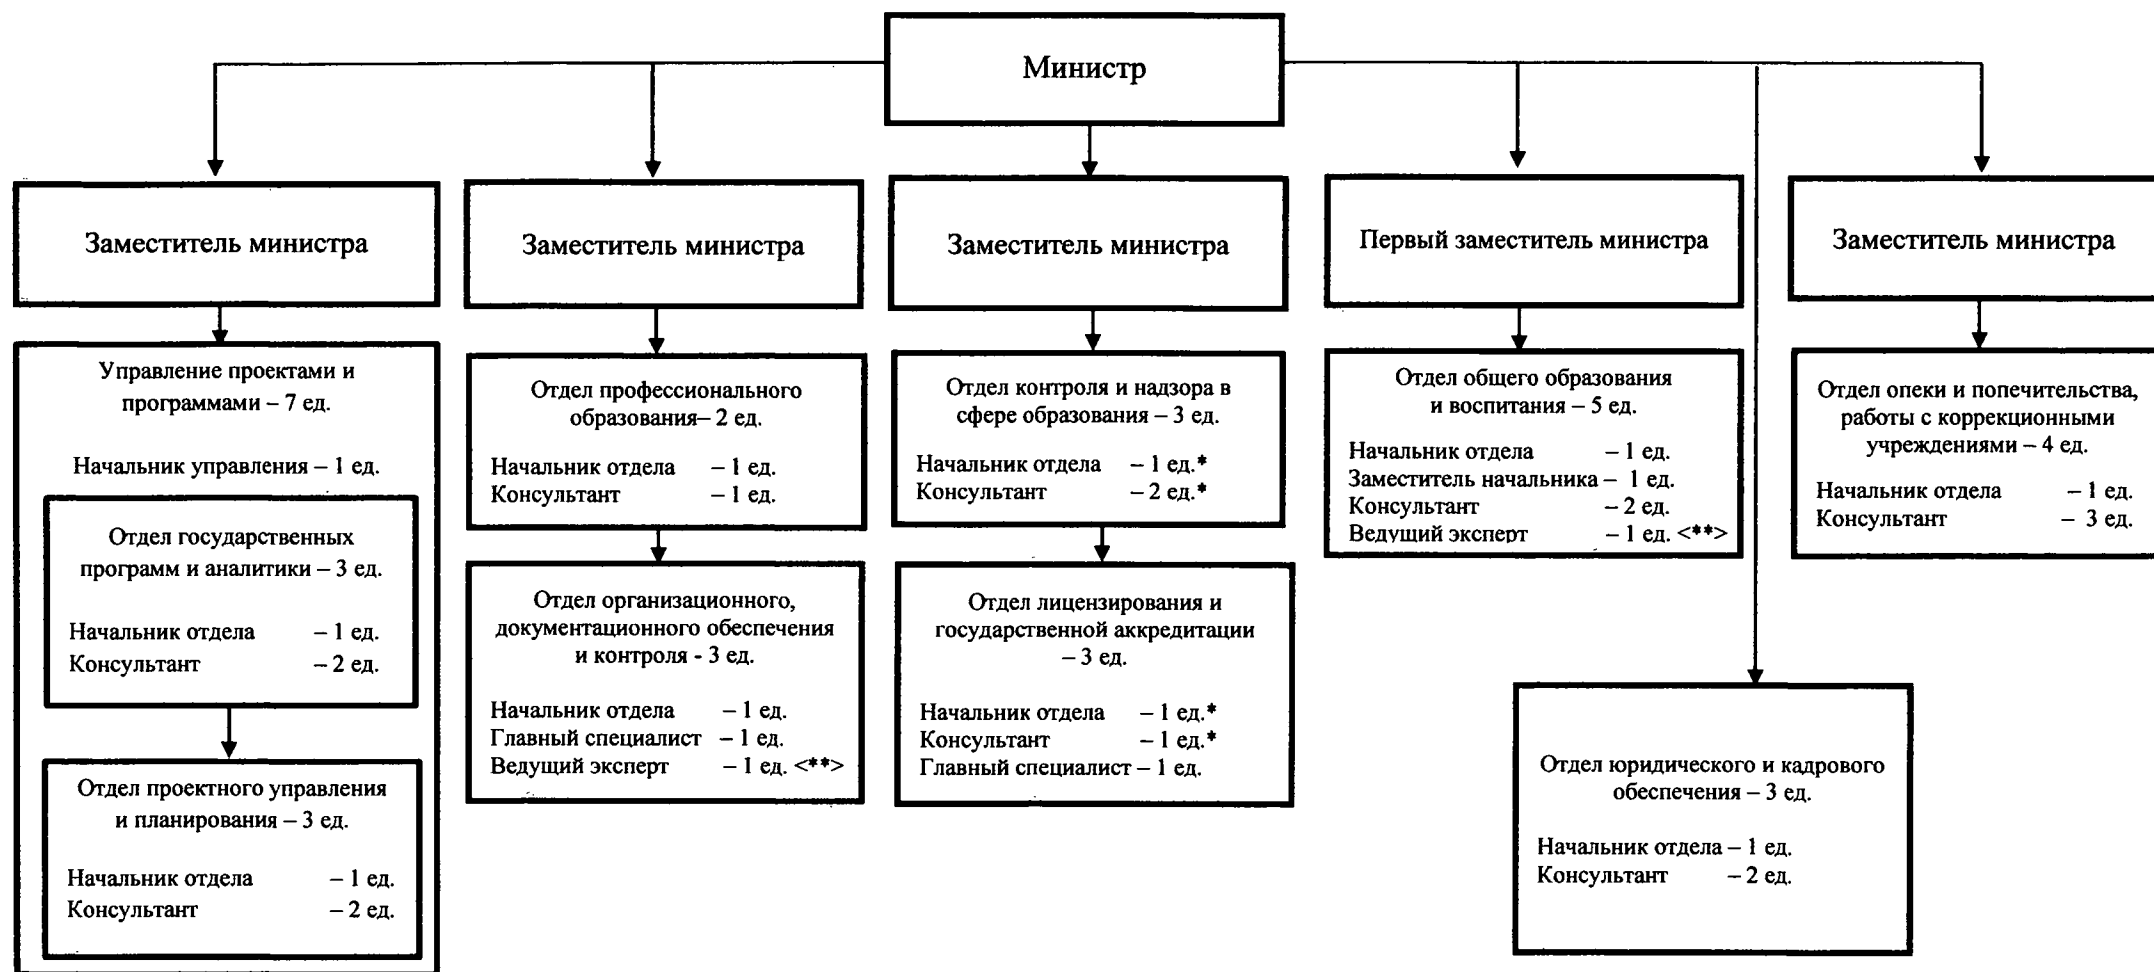 Министр
Заместитель министра
Управление проектами и
программами – 7 ед.
Начальник управления – 1 ед.
Отдел государственных
программ и аналитики – 3 ед.
Начальник отдела – 1 ед.
Консультант – 2 ед.
Отдел проектного управления
и планирования – 3 ед.
Начальник отдела – 1 ед.
Консультант – 2 ед.
Заместитель министра
Отдел профессионального
образования– 2 ед.
Начальник отдела – 1 ед.
Консультант – 1 ед.
Отдел организационного,
документационного обеспечения
и контроля - 3 ед.
Начальник отдела – 1 ед.
Главный специалист – 1 ед.
Ведущий эксперт – 1 ед. <**>
Заместитель министра
Отдел контроля и надзора в
сфере образования – 3 ед.
Начальник отдела – 1 ед.*
Консультант – 2 ед.*
Отдел лицензирования и
государственной аккредитации
– 3 ед.
Начальник отдела – 1 ед.*
Консультант – 1 ед.*
Главный специалист – 1 ед.
Первый заместитель министра
Отдел общего образования
и воспитания – 5 ед.
Начальник отдела – 1 ед.
Заместитель начальника – 1 ед.
Консультант – 2 ед.
Ведущий эксперт – 1 ед. <**>
Заместитель министра
Отдел опеки и попечительства,
работы с коррекционными
учреждениями – 4 ед.
Начальник отдела – 1 ед.
Консультант – 3 ед.
Отдел юридического и кадрового
обеспечения – 3 ед.
Начальник отдела – 1 ед.
Консультант – 2 ед.